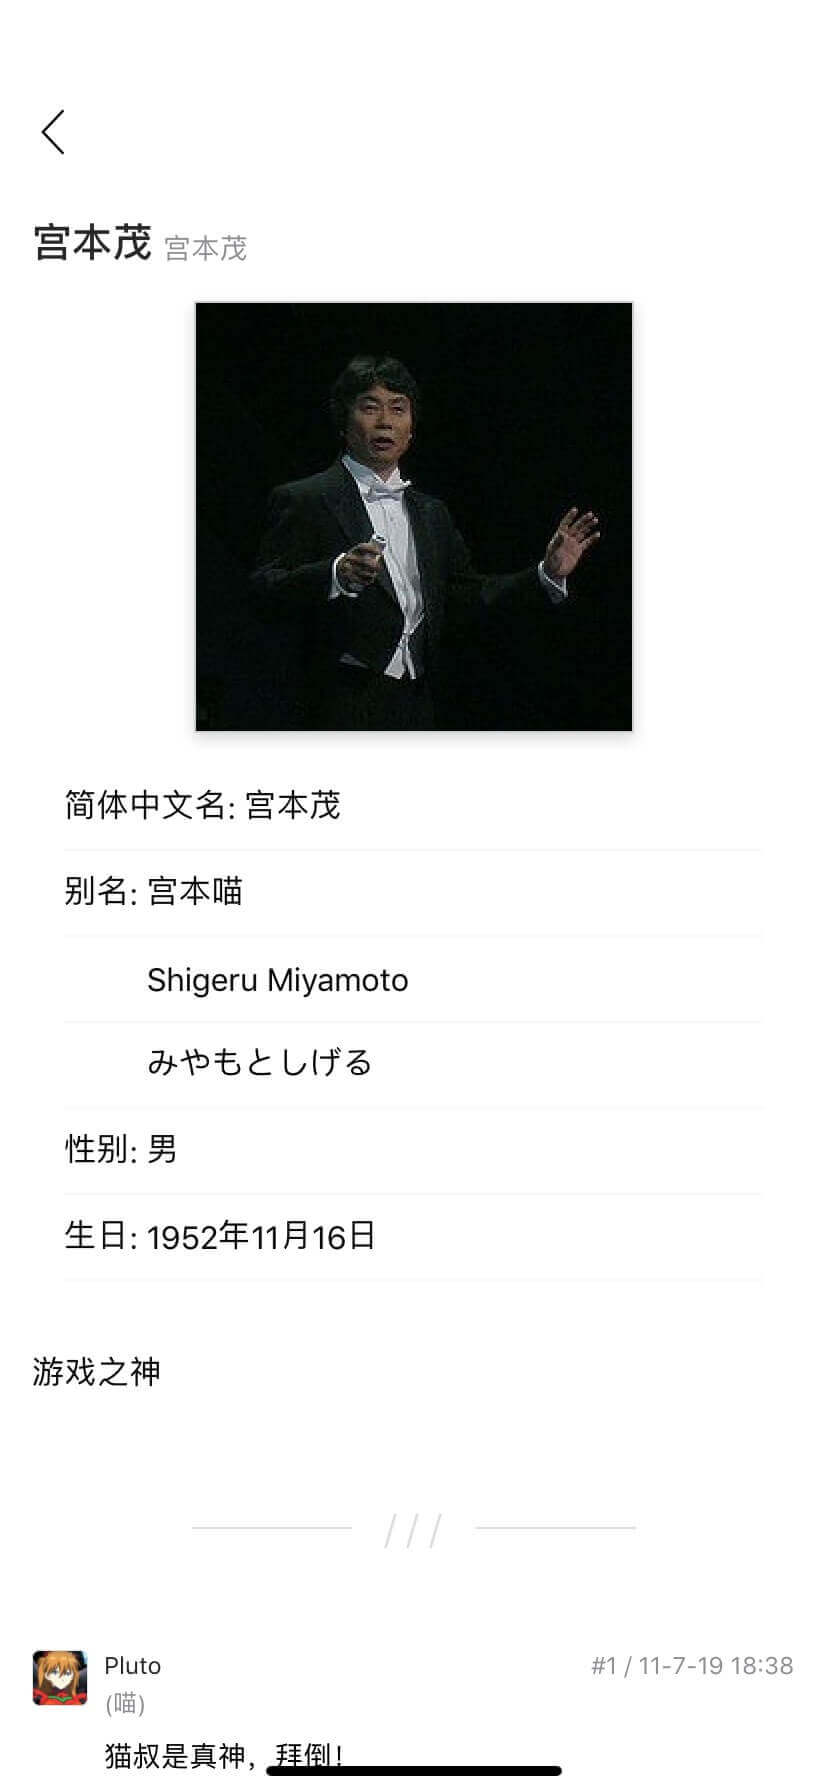 宫本茂 宫本茂
简体中文名: 宫本茂
别名: 宫本喵
Shigeru Miyamoto
みやもとしげる
性别: 男
生日: 1952年11月16日
游戏之神
///
Pluto
#1 / 11-7-19 18:38
(喵)
猫叔是真神，拜倒！